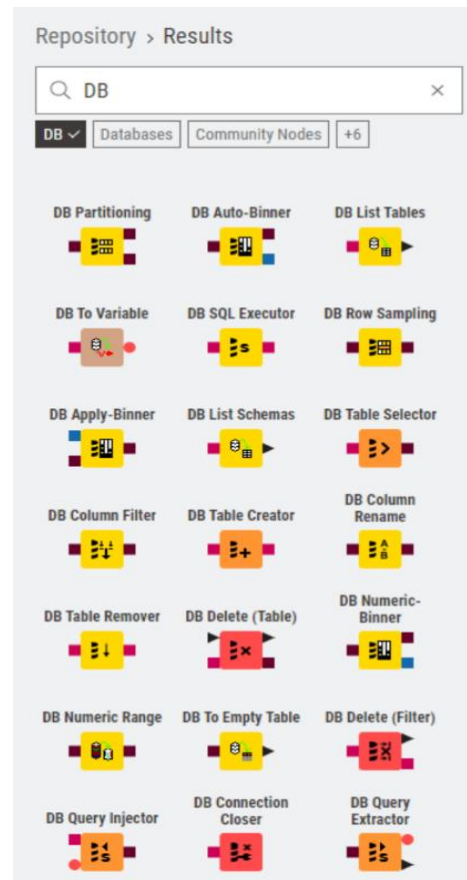 Repository › Results
DB
DB
Databases
Community Nodes
+6
DB Partitioning
DB Auto-Binner
DB List Tables
DB To Variable
DB SQL Executor
S
DB Row Sampling
DB Apply-Binner
DB List Schemas
DB Table Selector
DB Column Filter
DB Table Creator
DB Column
Rename
A
B
DB Table Remover
DB Delete (Table)
DB Numeric-
Binner
DB Numeric Range
DB To Empty Table
DB Delete (Filter)
DB Query Injector
S
DB Connection
Closer
DB Query
Extractor
S